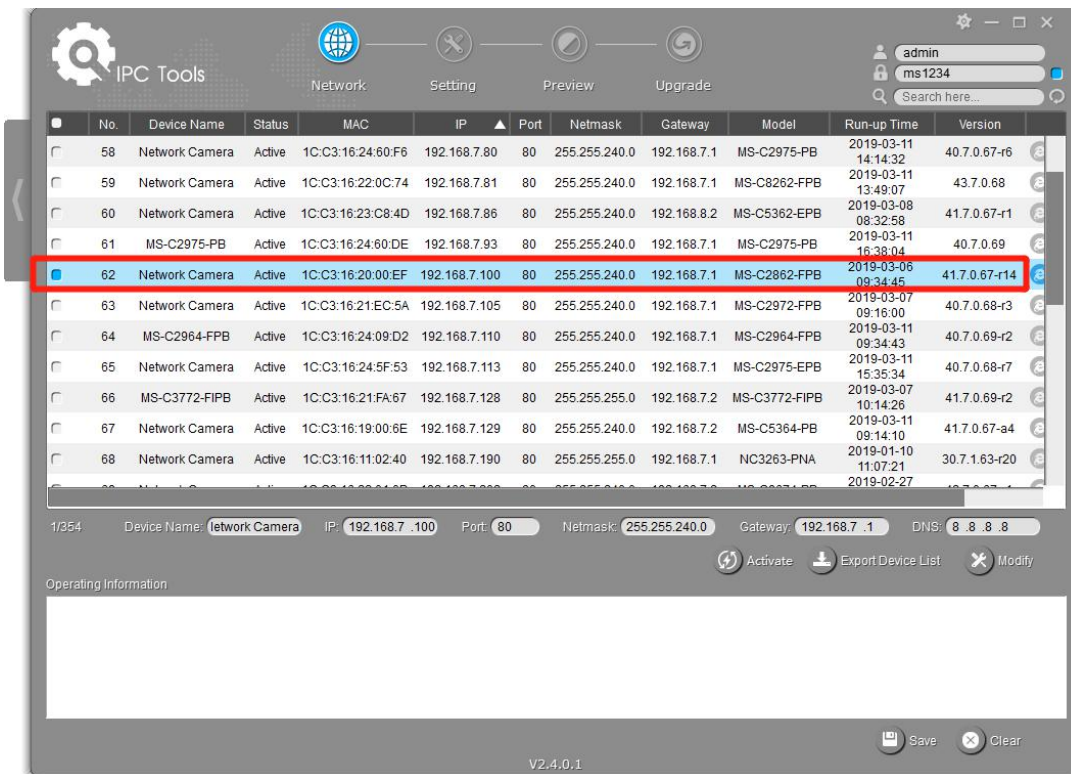 IPC Tools
Network Setting Preview Upgrade
admin
ms1234
Search here...
No. Device Name Status MAC IP Port Netmask Gateway Model Run-up Time Version
58 Network Camera Active 1C:C3:16:24:60:F6 192.168.7.80 80 255.255.240.0 192.168.7.1 MS-C2975-PB 2019-03-11 14:14:32 40.7.0.67-r6
59 Network Camera Active 1C:C3:16:22:0C:74 192.168.7.81 80 255.255.240.0 192.168.7.1 MS-C8262-FPB 2019-03-11 13:49:07 43.7.0.68
60 Network Camera Active 1C:C3:16:23:C8:4D 192.168.7.86 80 255.255.240.0 192.168.8.2 MS-C5362-EPB 2019-03-08 08:32:58 41.7.0.67-r1
61 MS-C2975-PB Active 1C:C3:16:24:60:DE 192.168.7.93 80 255.255.240.0 192.168.7.1 MS-C2975-PB 2019-03-11 16:38:04 40.7.0.69
62 Network Camera Active 1C:C3:16:20:00:EF 192.168.7.100 80 255.255.240.0 192.168.7.1 MS-C2862-FPB 2019-03-06 09:34:45 41.7.0.67-r14
63 Network Camera Active 1C:C3:16:21:EC:5A 192.168.7.105 80 255.255.240.0 192.168.7.1 MS-C2972-FPB 2019-03-07 09:16:00 40.7.0.68-r3
64 MS-C2964-FPB Active 1C:C3:16:24:09:D2 192.168.7.110 80 255.255.240.0 192.168.7.1 MS-C2964-FPB 2019-03-11 09:34:43 40.7.0.69-r2
65 Network Camera Active 1C:C3:16:24:5F:53 192.168.7.113 80 255.255.240.0 192.168.7.1 MS-C2975-EPB 2019-03-11 15:35:34 40.7.0.68-r7
66 MS-C3772-FIPB Active 1C:C3:16:21:FA:67 192.168.7.128 80 255.255.255.0 192.168.7.2 MS-C3772-FIPB 2019-03-07 10:14:26 41.7.0.69-r2
67 Network Camera Active 1C:C3:16:19:00:6E 192.168.7.129 80 255.255.240.0 192.168.7.2 MS-C5364-PB 2019-03-11 09:14:10 41.7.0.67-a4
68 Network Camera Active 1C:C3:16:11:02:40 192.168.7.190 80 255.255.255.0 192.168.7.1 NC3263-PNA 2019-01-10 11:07:21 30.7.1.63-r20
2019-02-27
1/354 Device Name: letwork Camera IP: 192.168.7 .100 Port: 80 Netmask: 255.255.240.0 Gateway: 192.168.7 .1 DNS: 8 .8 .8 .8
Activate Export Device List Modify
Operating Information
Save Clear
V2.4.0.1